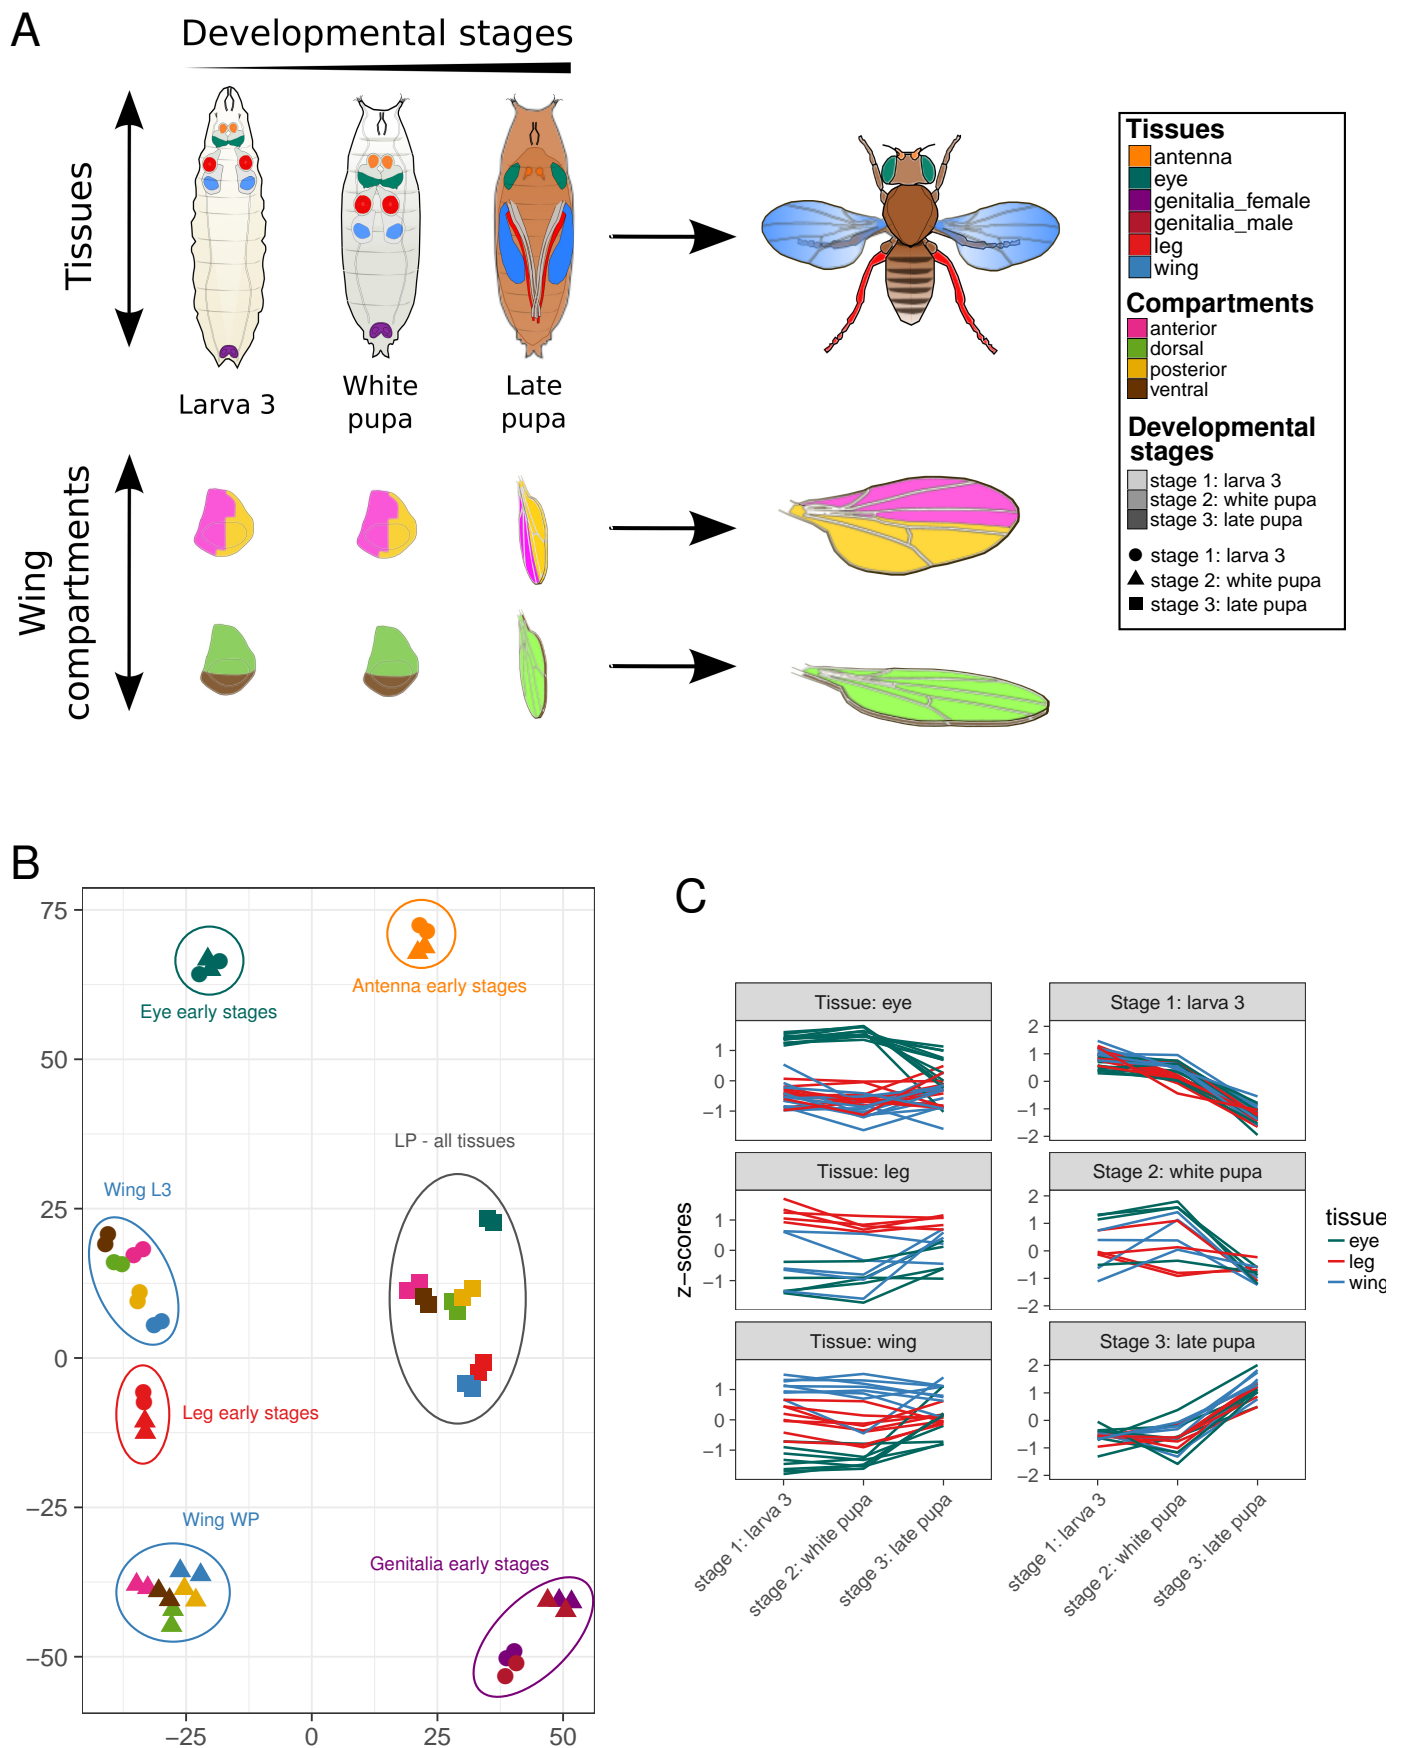 A
Developmental stages
Tissues
Larva 3
White
pupa
Late
pupa
Wing
compartments
Tissues
antenna
eye
genitalia_female
genitalia_male
leg
wing
Compartments
anterior
dorsal
posterior
ventral
Developmental
stages
stage 1: larva 3
stage 2: white pupa
stage 3: late pupa
stage 1: larva 3
stage 2: white pupa
stage 3: late pupa
B
75
50
25
0
−25
−50
−25
0
25
50
Eye early stages
Antenna early stages
LP - all tissues
Wing L3
Leg early stages
Wing WP
Genitalia early stages
C
z−scores
Tissue: eye
1
0
−1
Stage 1: larva 3
2
1
0
−1
−2
Tissue: leg
1
0
−1
Stage 2: white pupa
2
1
0
−1
−2
Tissue: wing
1
0
−1
Stage 3: late pupa
2
1
0
−1
−2
stage 1: larva 3
stage 2: white pupa
stage 3: late pupa
stage 1: larva 3
stage 2: white pupa
stage 3: late pupa
tissue
eye
leg
wing